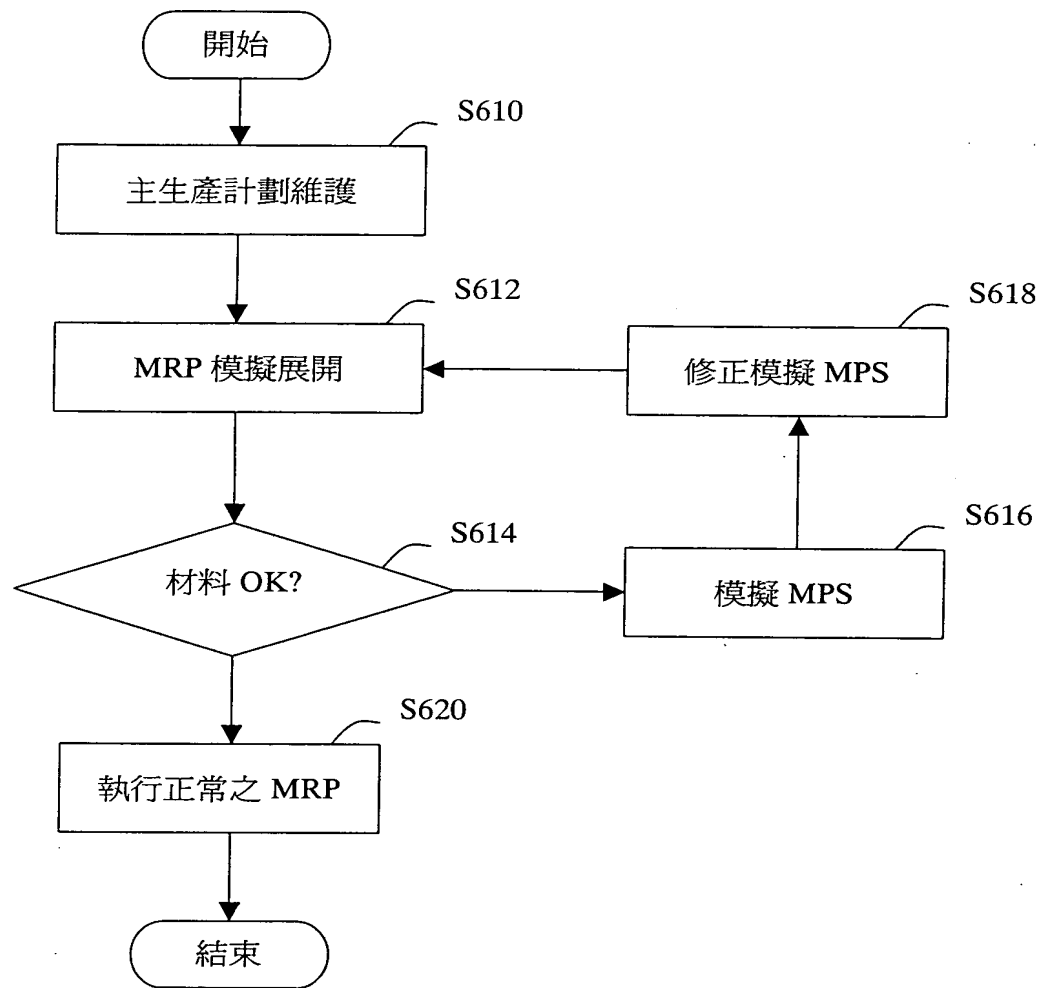 開始
S610
主生產計劃維護
S612
MRP 模擬展開
S618
修正模擬 MPS
S614
材料 OK?
S616
模擬 MPS
S620
執行正常之 MRP
結束